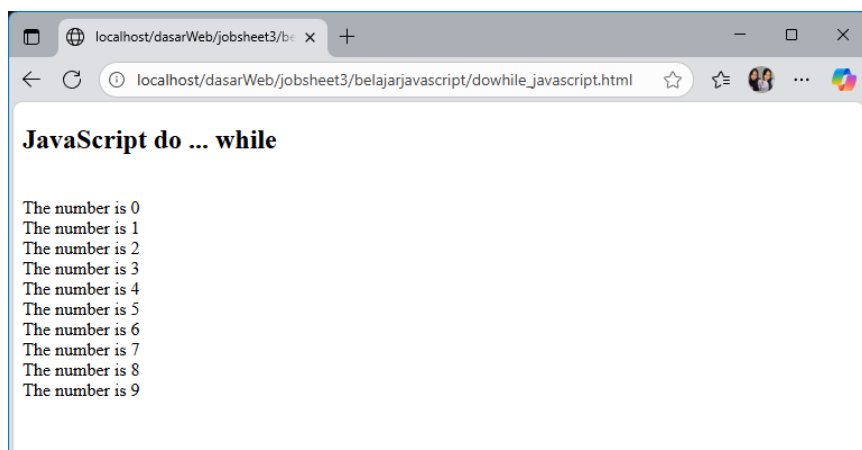 localhost/dasarWeb/jobsheet3/be
localhost/dasarWeb/jobsheet3/belajarjavascript/dowhile_javascript.html
JavaScript do ... while
The number is 0
The number is 1
The number is 2
The number is 3
The number is 4
The number is 5
The number is 6
The number is 7
The number is 8
The number is 9